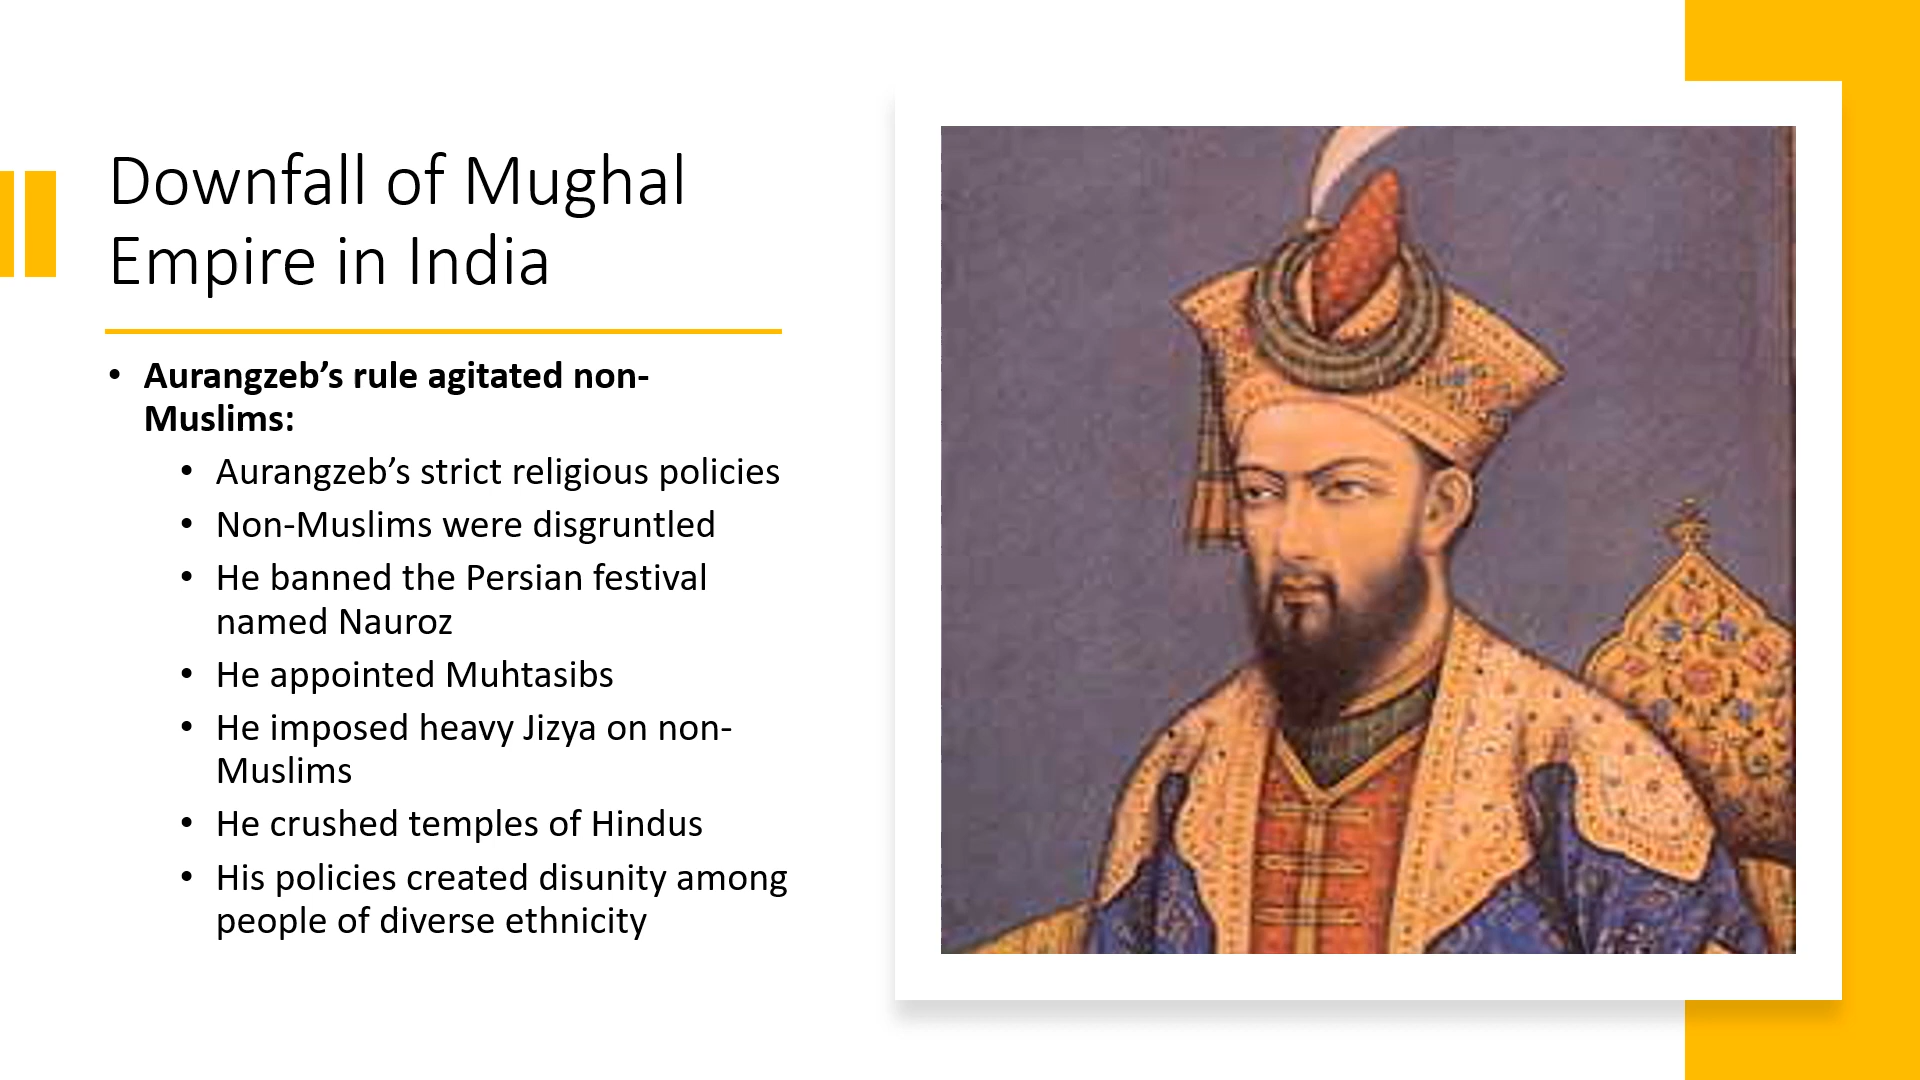 Downfall of Mughal
Empire in India
• Aurangzeb’s rule agitated non-
Muslims:
• Aurangzeb’s strict religious policies
• Non-Muslims were disgruntled
• He banned the Persian festival
named Nauroz
• He appointed Muhtasibs
• He imposed heavy Jizya on non-
Muslims
• He crushed temples of Hindus
• His policies created disunity among
people of diverse ethnicity